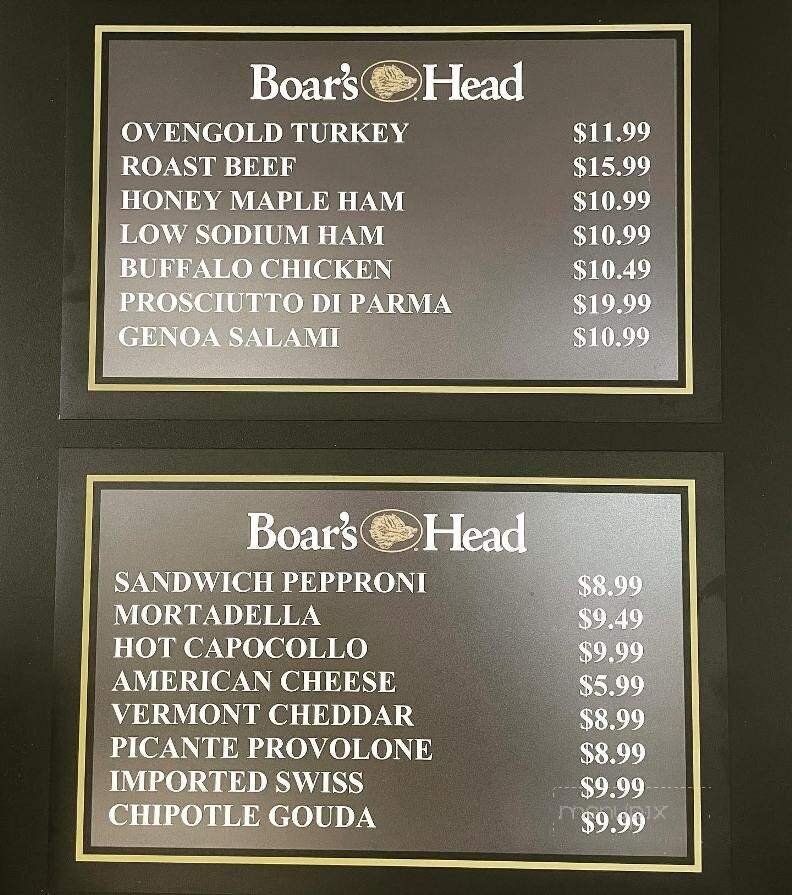 Boar's Head
OVENGOLD TURKEY $11.99
ROAST BEEF $15.99
HONEY MAPLE HAM $10.99
LOW SODIUM HAM $10.99
BUFFALO CHICKEN $10.49
PROSCIUTTO DI PARMA $19.99
GENOA SALAMI $10.99
Boar's Head
SANDWICH PEPPRONI $8.99
MORTADELLA $9.49
HOT CAPOCOLLO $9.99
AMERICAN CHEESE $5.99
VERMONT CHEDDAR $8.99
PICANTE PROVOLONE $8.99
IMPORTED SWISS $9.99
CHIPOTLE GOUDA $9.99
menupix